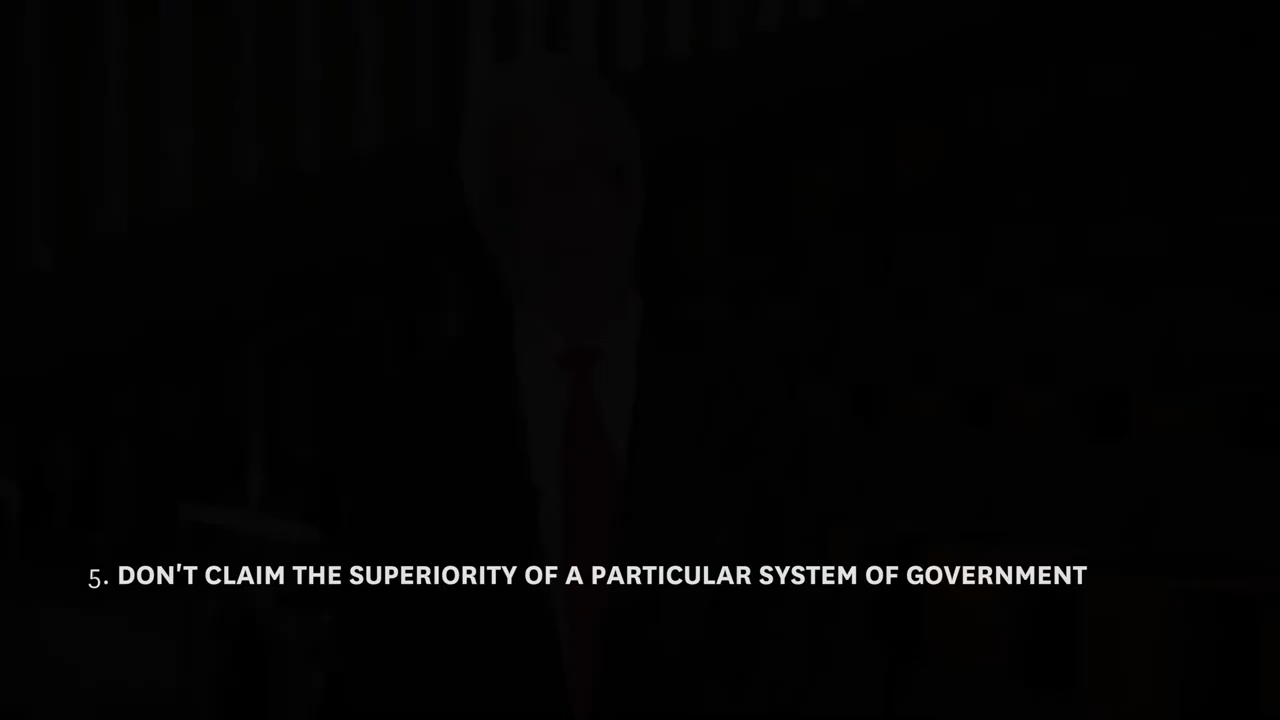 5. DON'T CLAIM THE SUPERIORITY OF A PARTICULAR SYSTEM OF GOVERNMENT